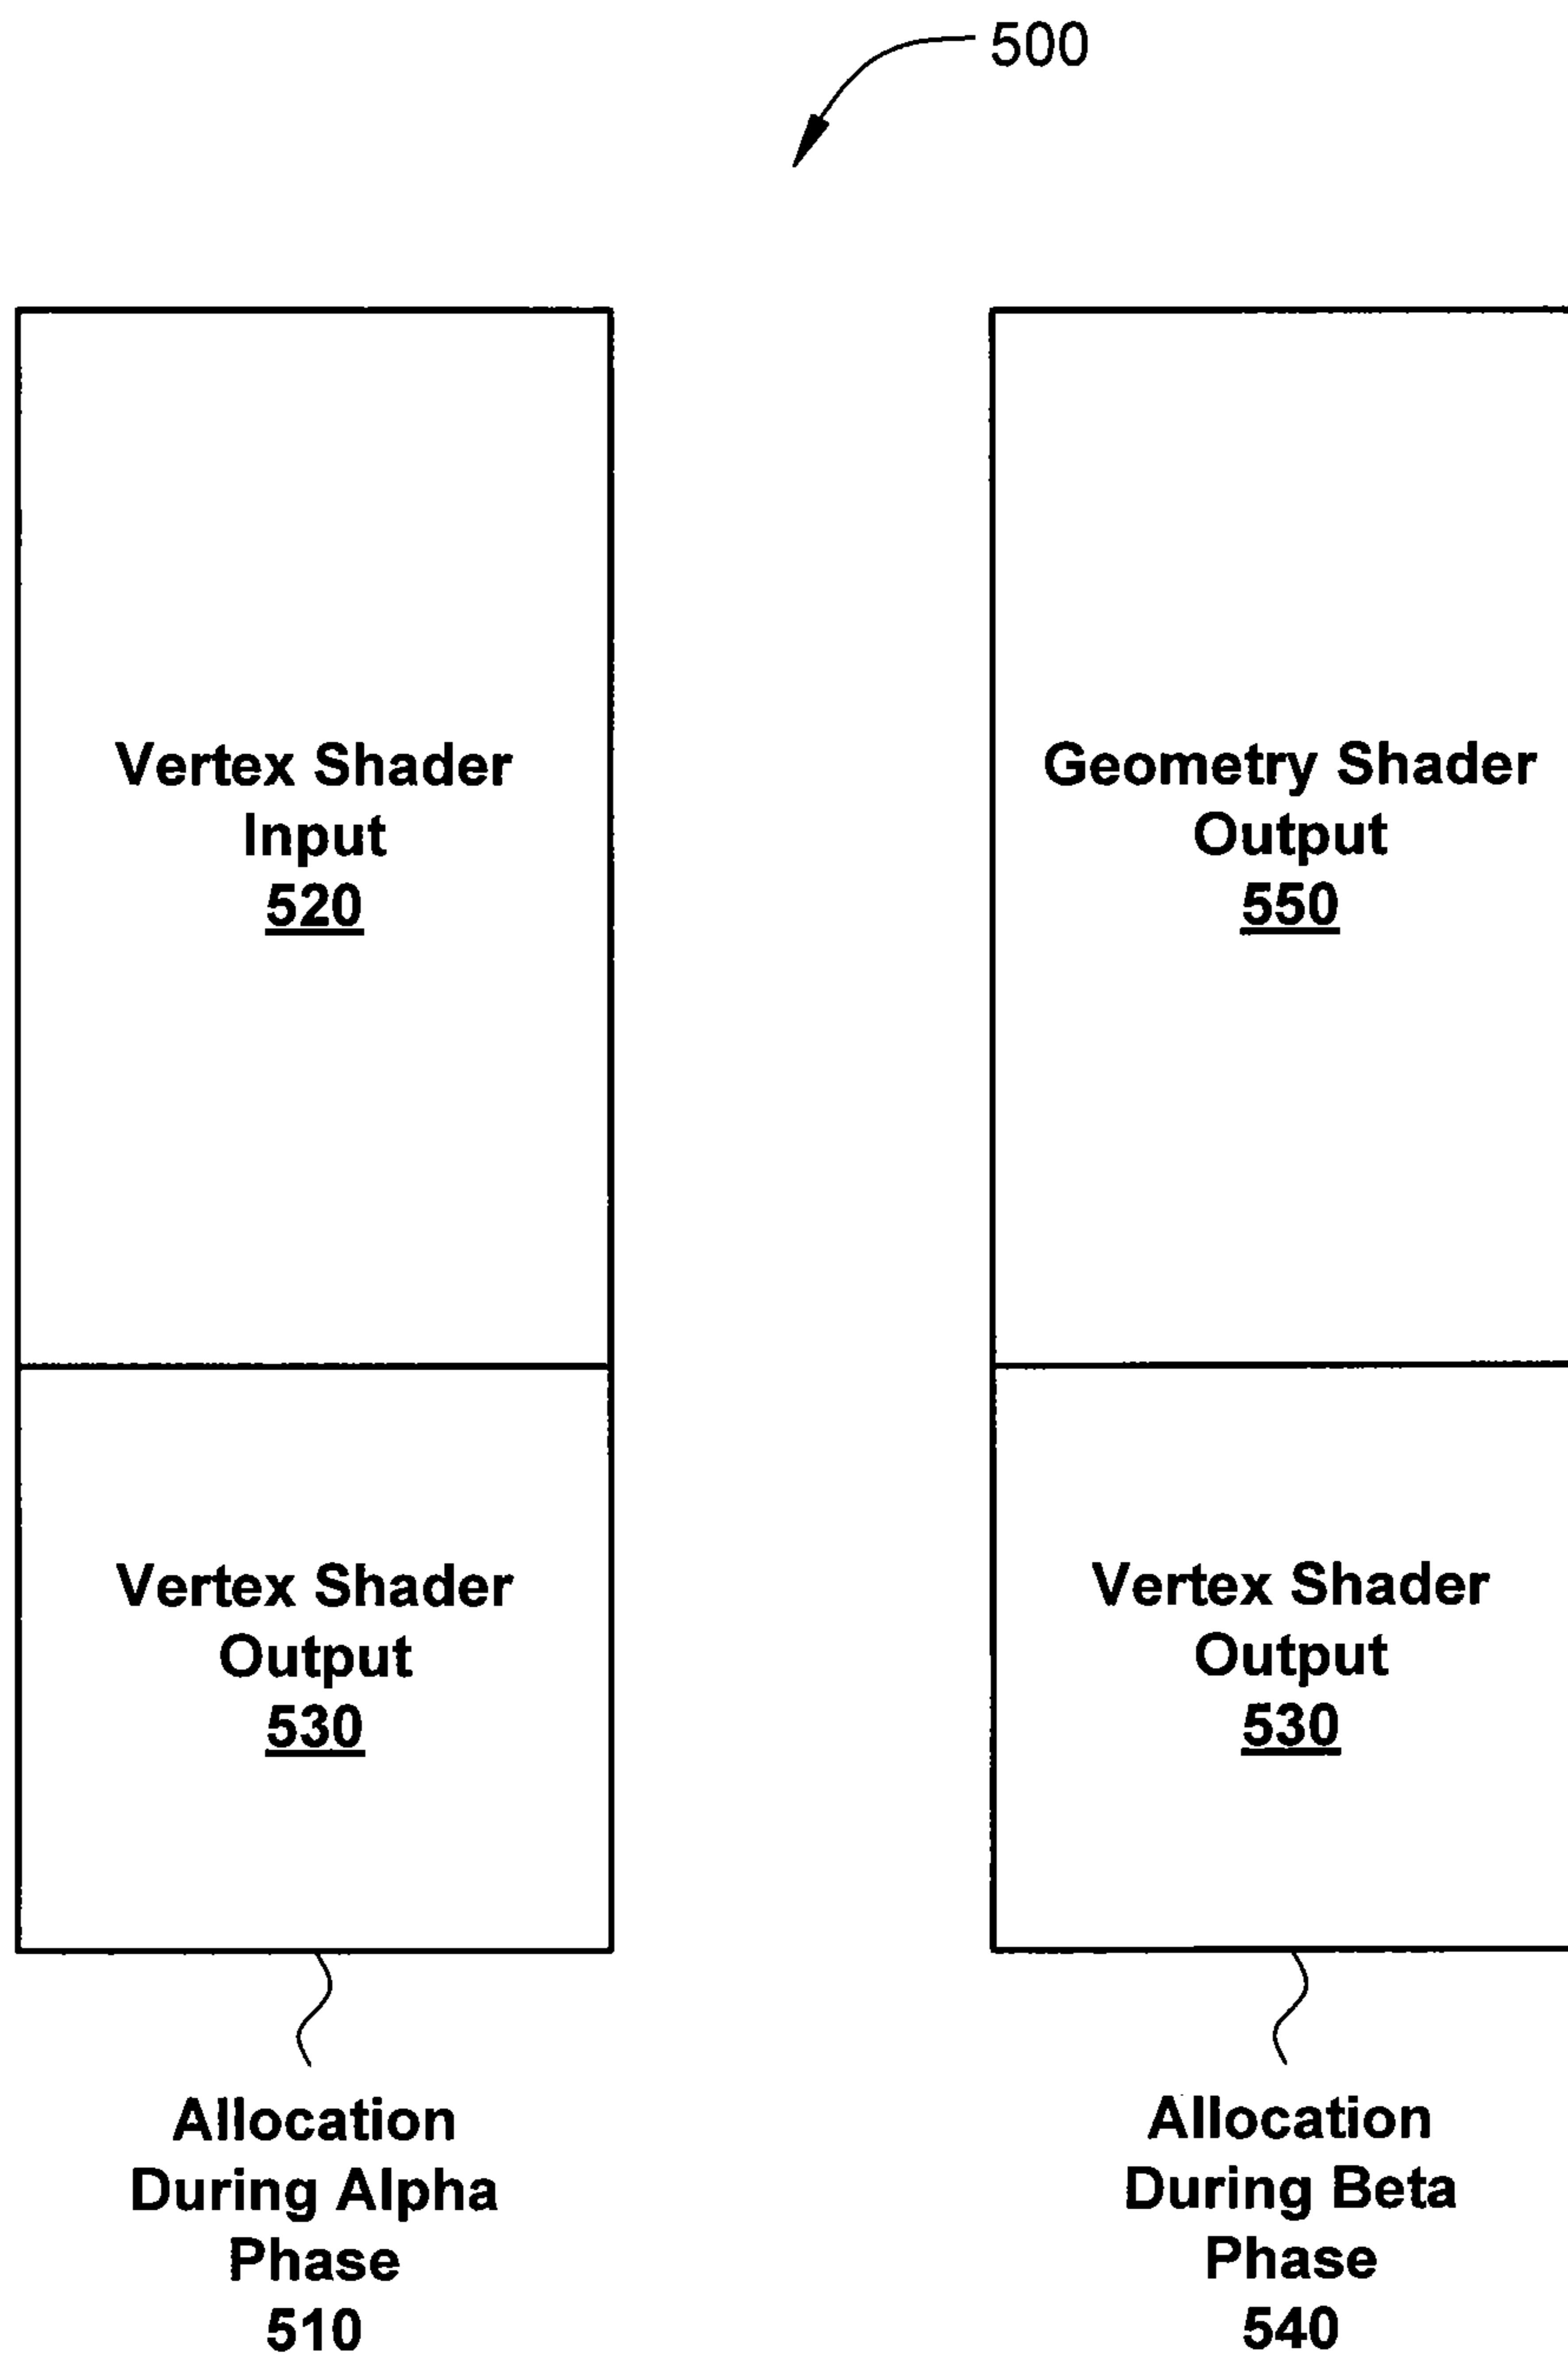 500
Vertex Shader
Input
520
Geometry Shader
Output
550
Vertex Shader
Output
530
Vertex Shader
Output
530
Allocation
During Alpha
Phase
510
Allocation
During Beta
Phase
540